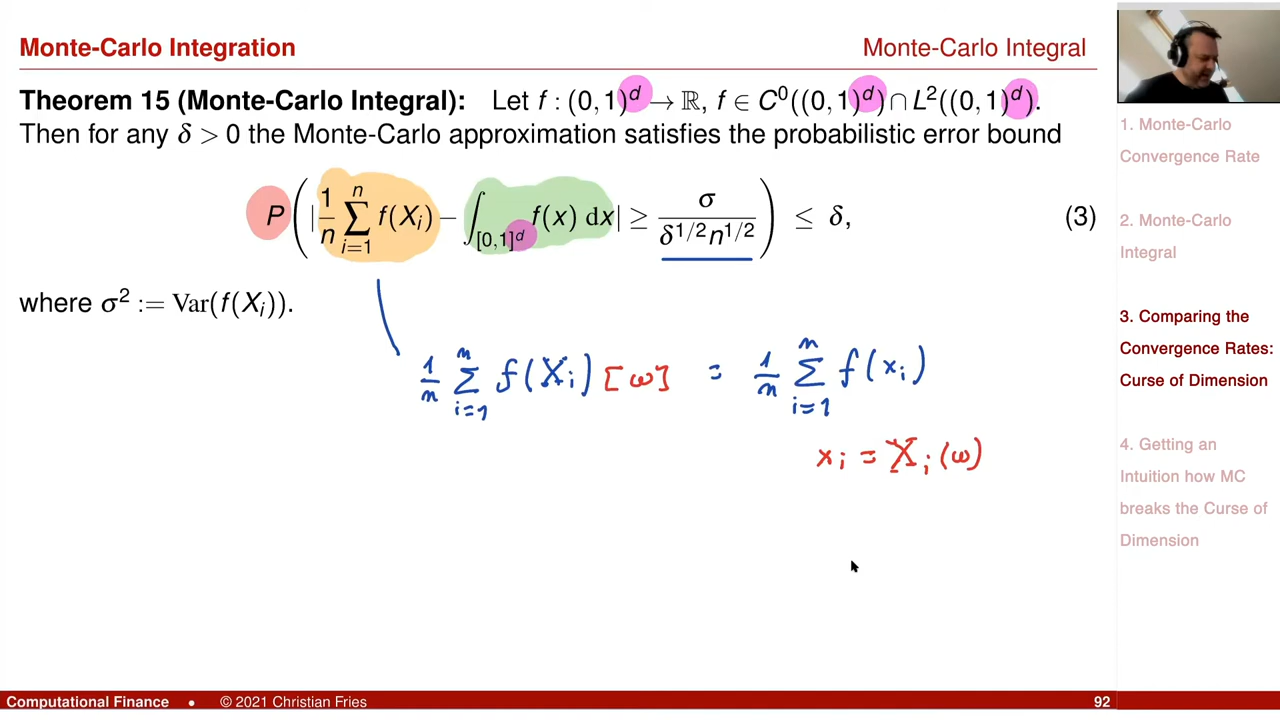 Monte-Carlo Integration
Monte-Carlo Integral
Theorem 15 (Monte-Carlo Integral): Let f : (0, 1)^d → ℝ, f ∈ C^0((0, 1)^d) ∩ L^2((0, 1)^d).
Then for any δ > 0 the Monte-Carlo approximation satisfies the probabilistic error bound
P(|1/n ∑_{i=1}^n f(X_i) − ∫_{[0,1]^d} f(x) dx| ≥ σ/(δ^{1/2} n^{1/2})) ≤ δ, (3)
where σ^2 := Var(f(X_i)).
1/n ∑_{i=1}^n f(X_i) [ω] = 1/n ∑_{i=1}^n f(x_i)
x_i = X_i(ω)
1. Monte-Carlo
Convergence Rate
2. Monte-Carlo
Integral
3. Comparing the
Convergence Rates:
Curse of Dimension
4. Getting an
Intuition how MC
breaks the Curse of
Dimension
Computational Finance • © 2021 Christian Fries 92